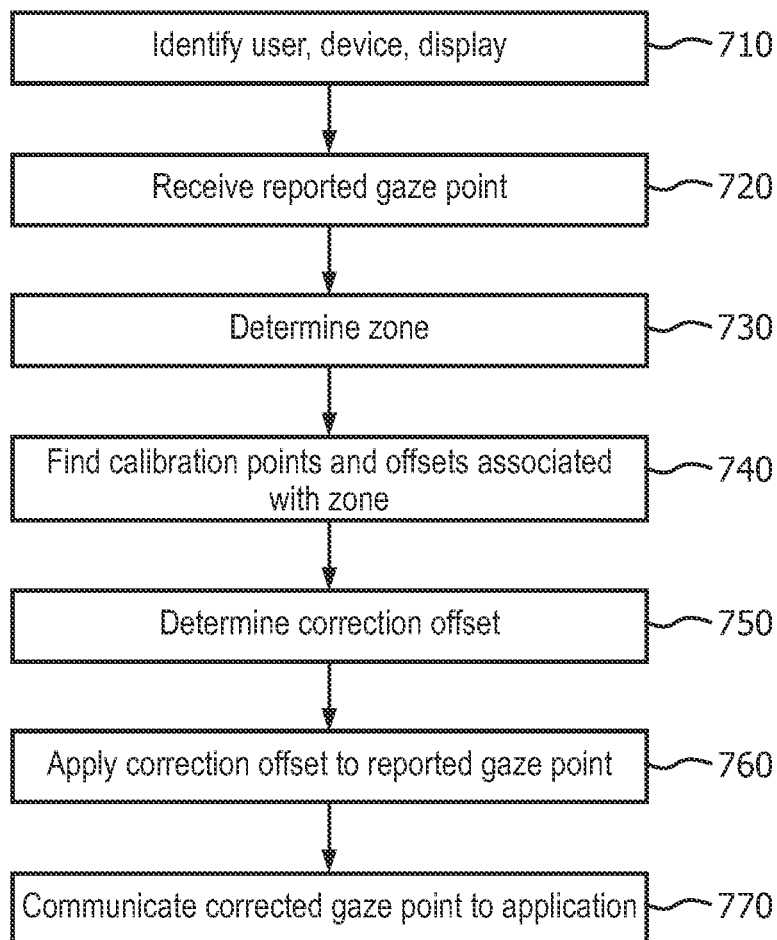 Identify user, device, display
710
Receive reported gaze point
720
Determine zone
730
Find calibration points and offsets associated
with zone
740
Determine correction offset
750
Apply correction offset to reported gaze point
760
Communicate corrected gaze point to application
770